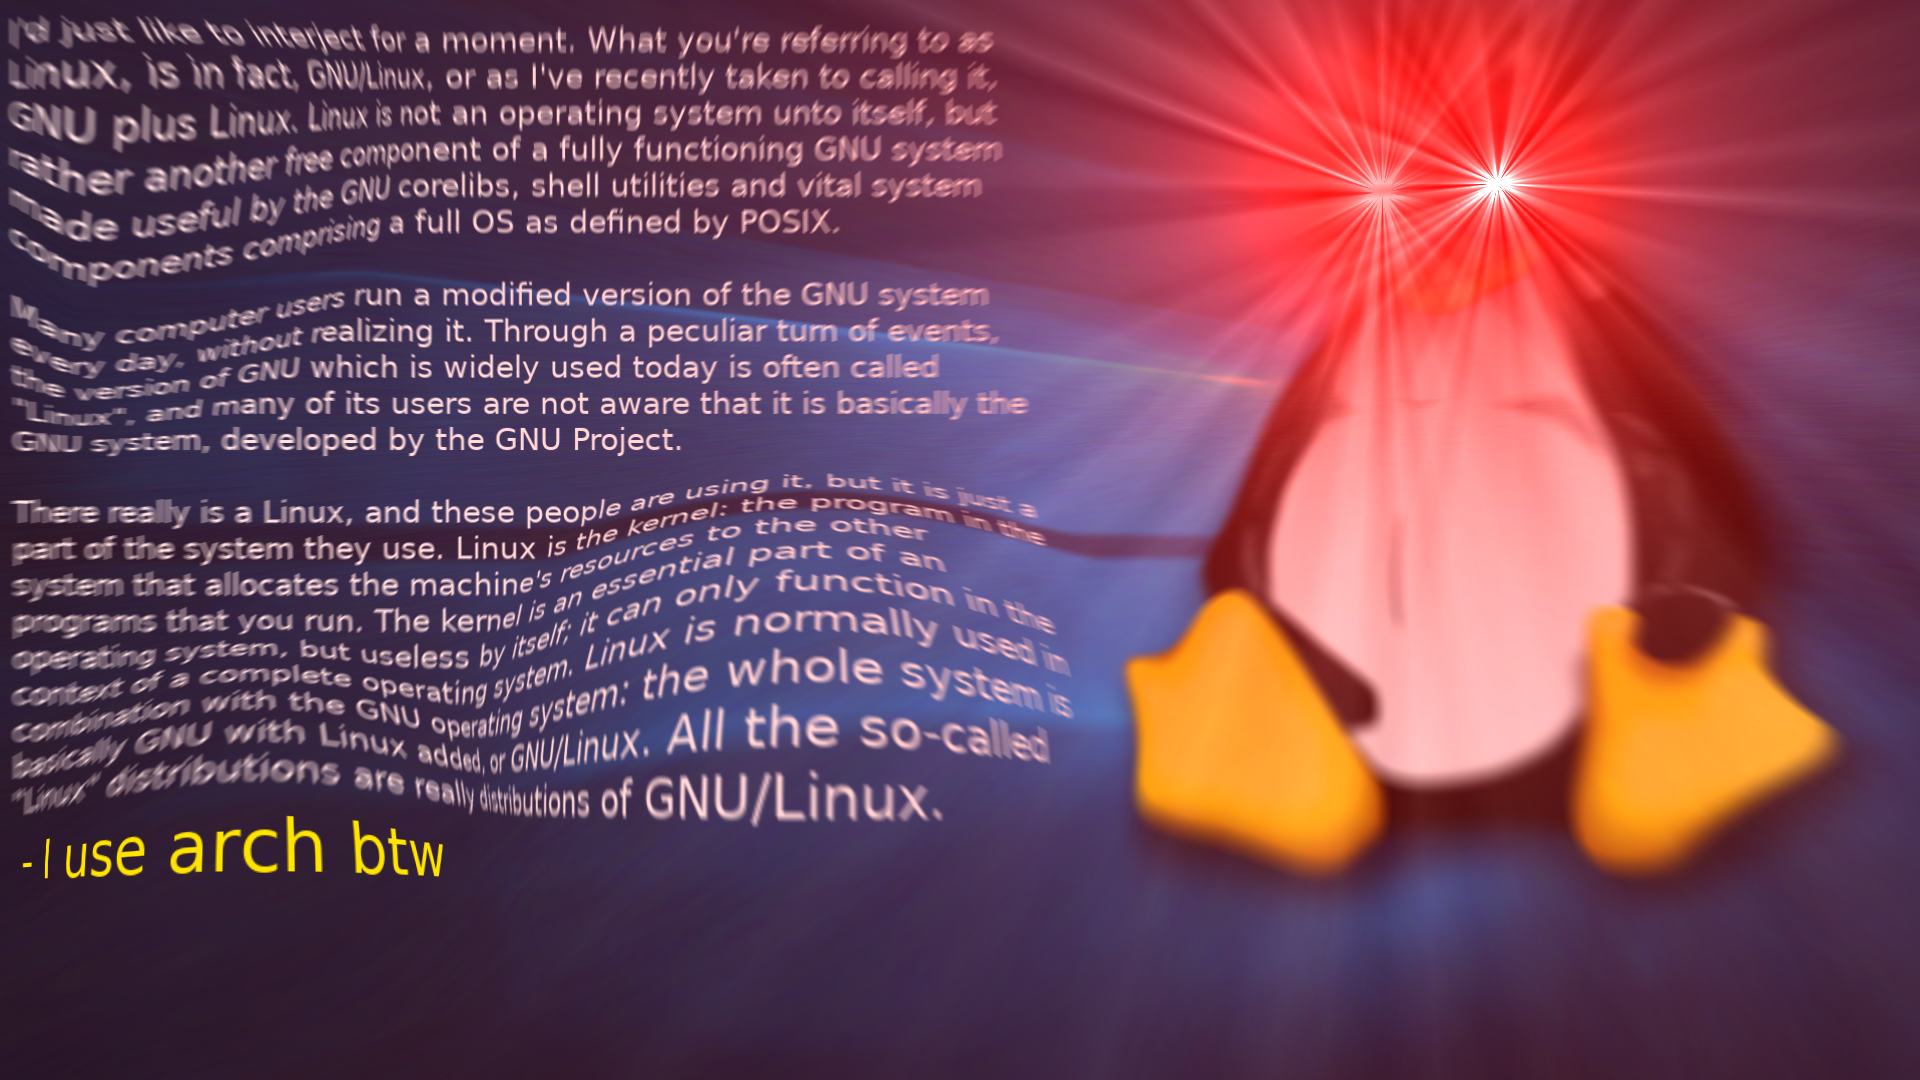 I'd just like to interject for a moment. What you're referring to as
Linux, is in fact, GNU/Linux, or as I've recently taken to calling it,
GNU plus Linux. Linux is not an operating system unto itself, but
rather another free component of a fully functioning GNU system
made useful by the GNU corelibs, shell utilities and vital system
components comprising a full OS as defined by POSIX.
Many computer users run a modified version of the GNU system
every day, without realizing it. Through a peculiar turn of events,
the version of GNU which is widely used today is often called
"Linux", and many of its users are not aware that it is basically the
GNU system, developed by the GNU Project.
There really is a Linux, and these people are using it, but it is just a
part of the system they use. Linux is the kernel: the program in the
system that allocates the machine's resources to the other
programs that you run. The kernel is an essential part of an
operating system, but useless by itself; it can only function in the
context of a complete operating system. Linux is normally used in
combination with the GNU operating system: the whole system is
basically GNU with Linux added, or GNU/Linux. All the so-called
"Linux" distributions are really distributions of GNU/Linux.
- I use arch btw